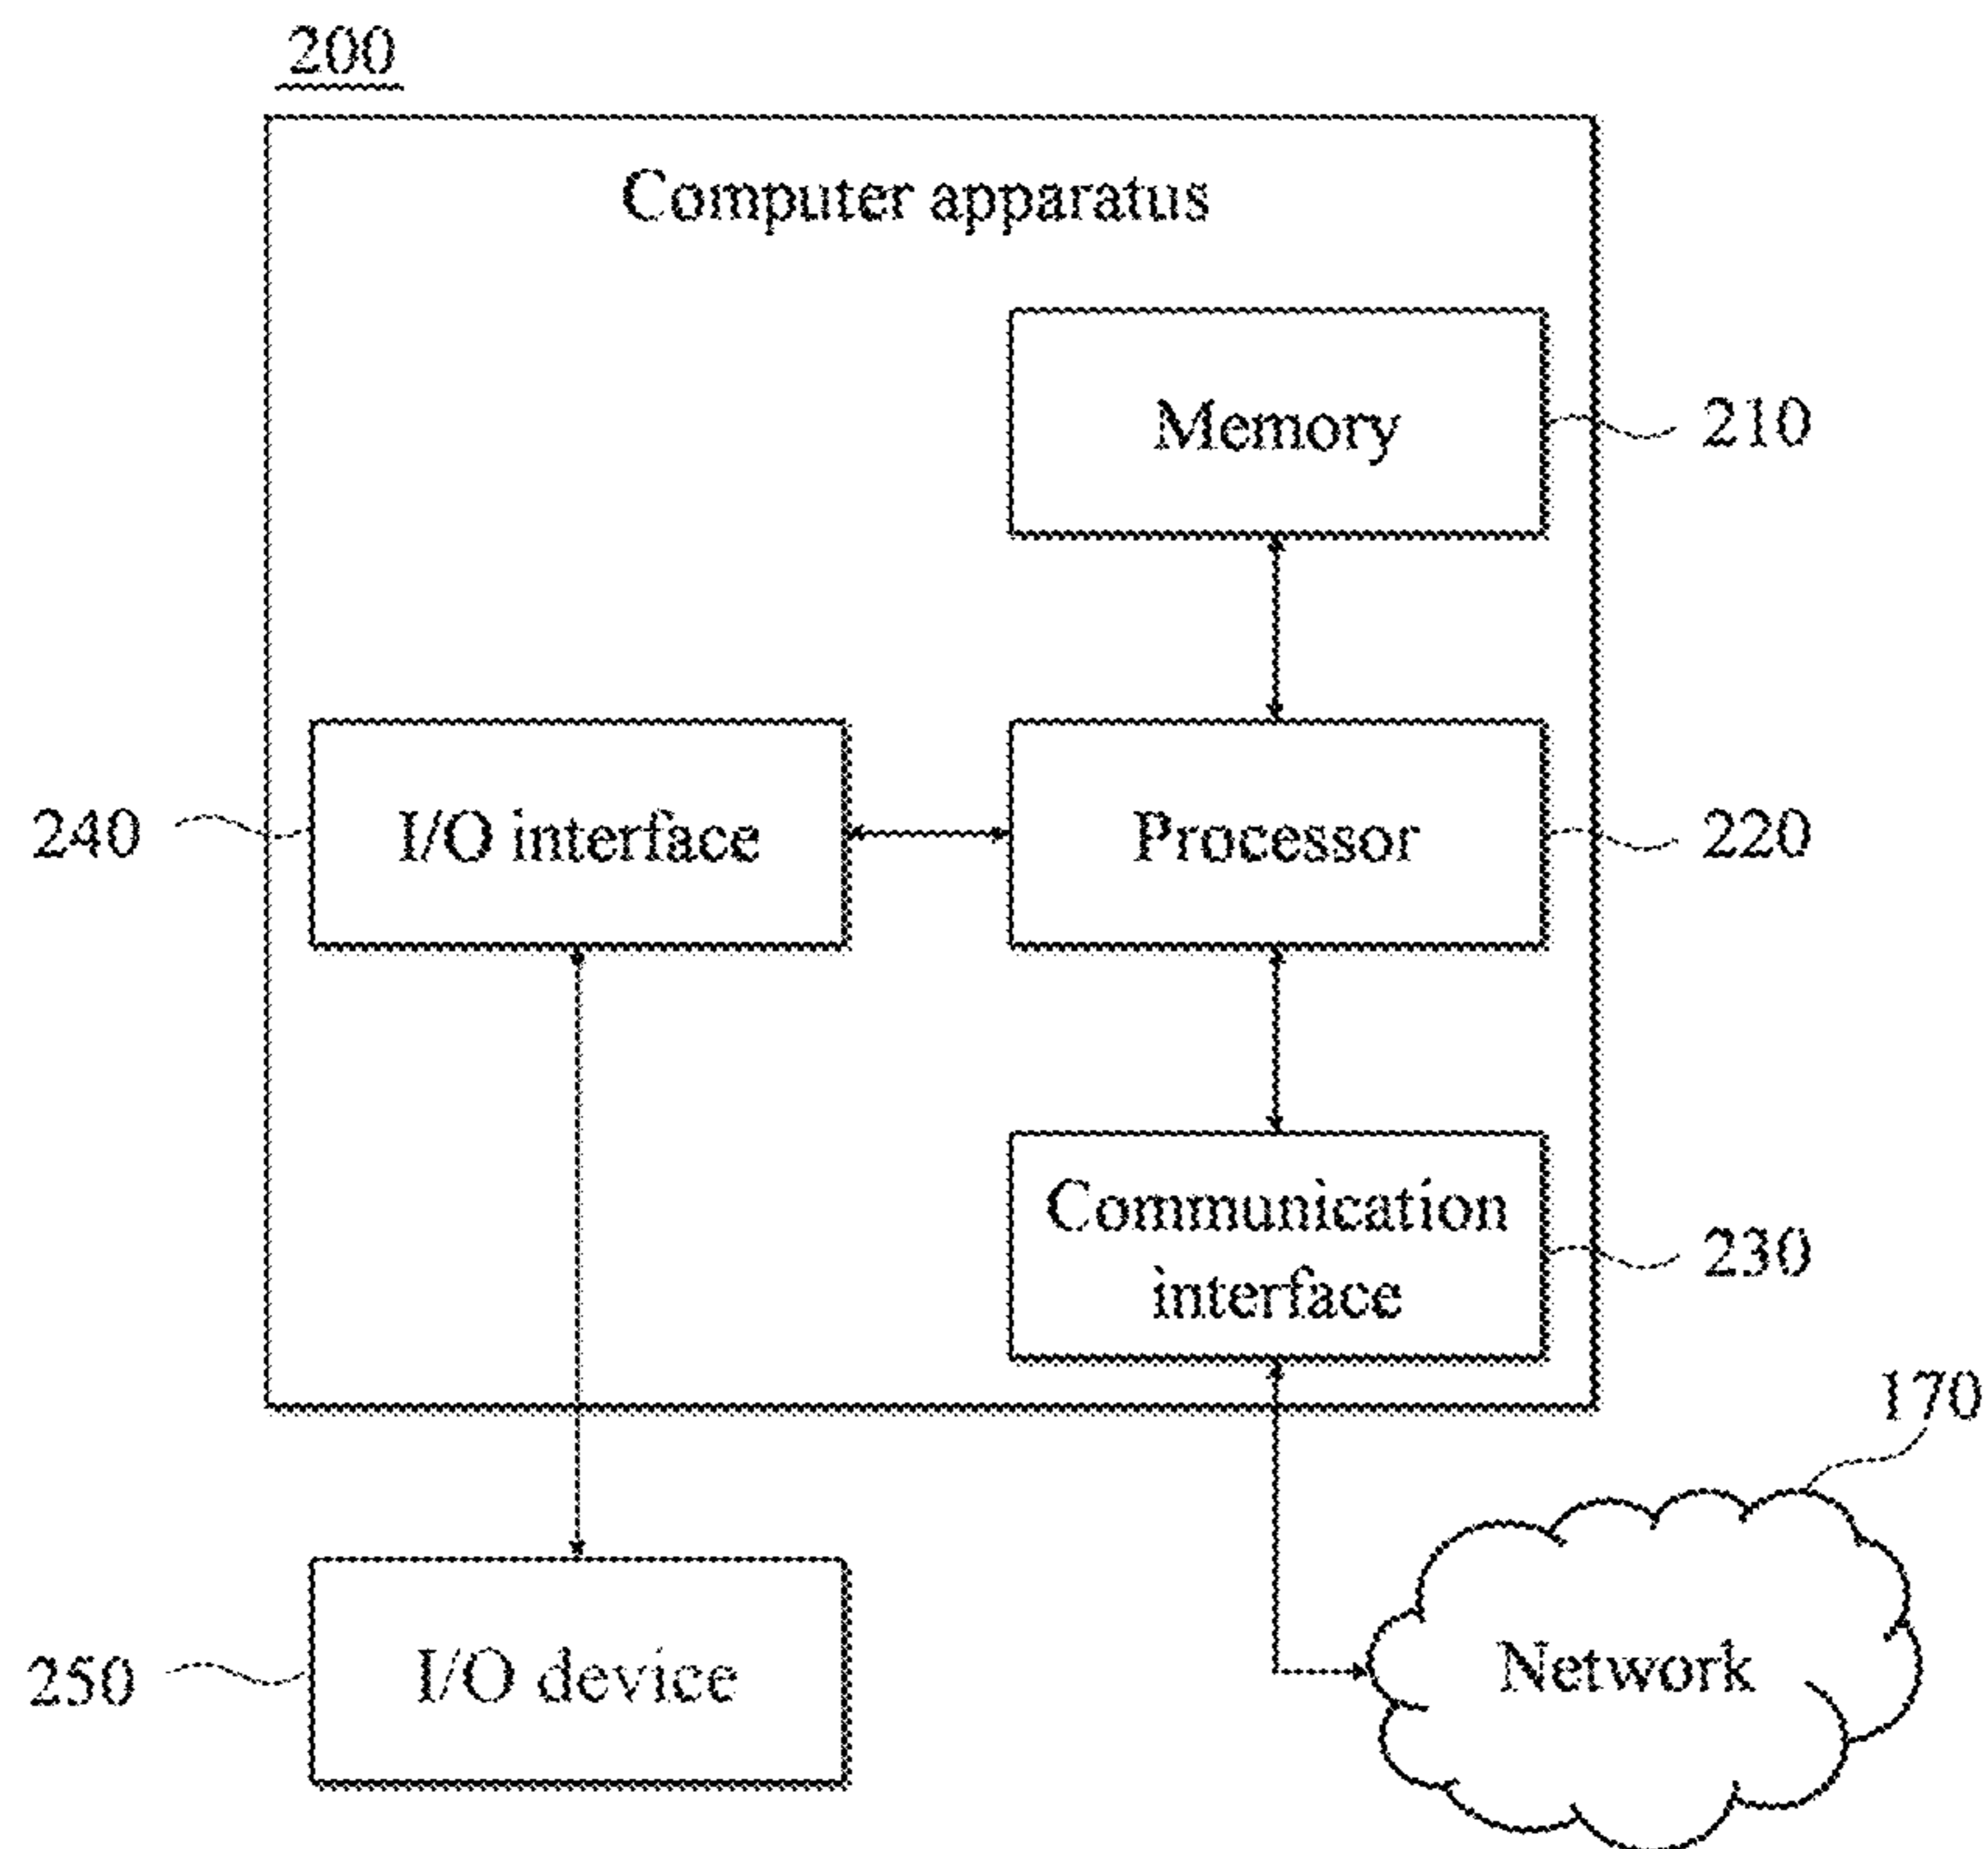 200
Computer apparatus
Memory
210
240
I/O interface
Processor
220
Communication
interface
230
170
250
I/O device
Network